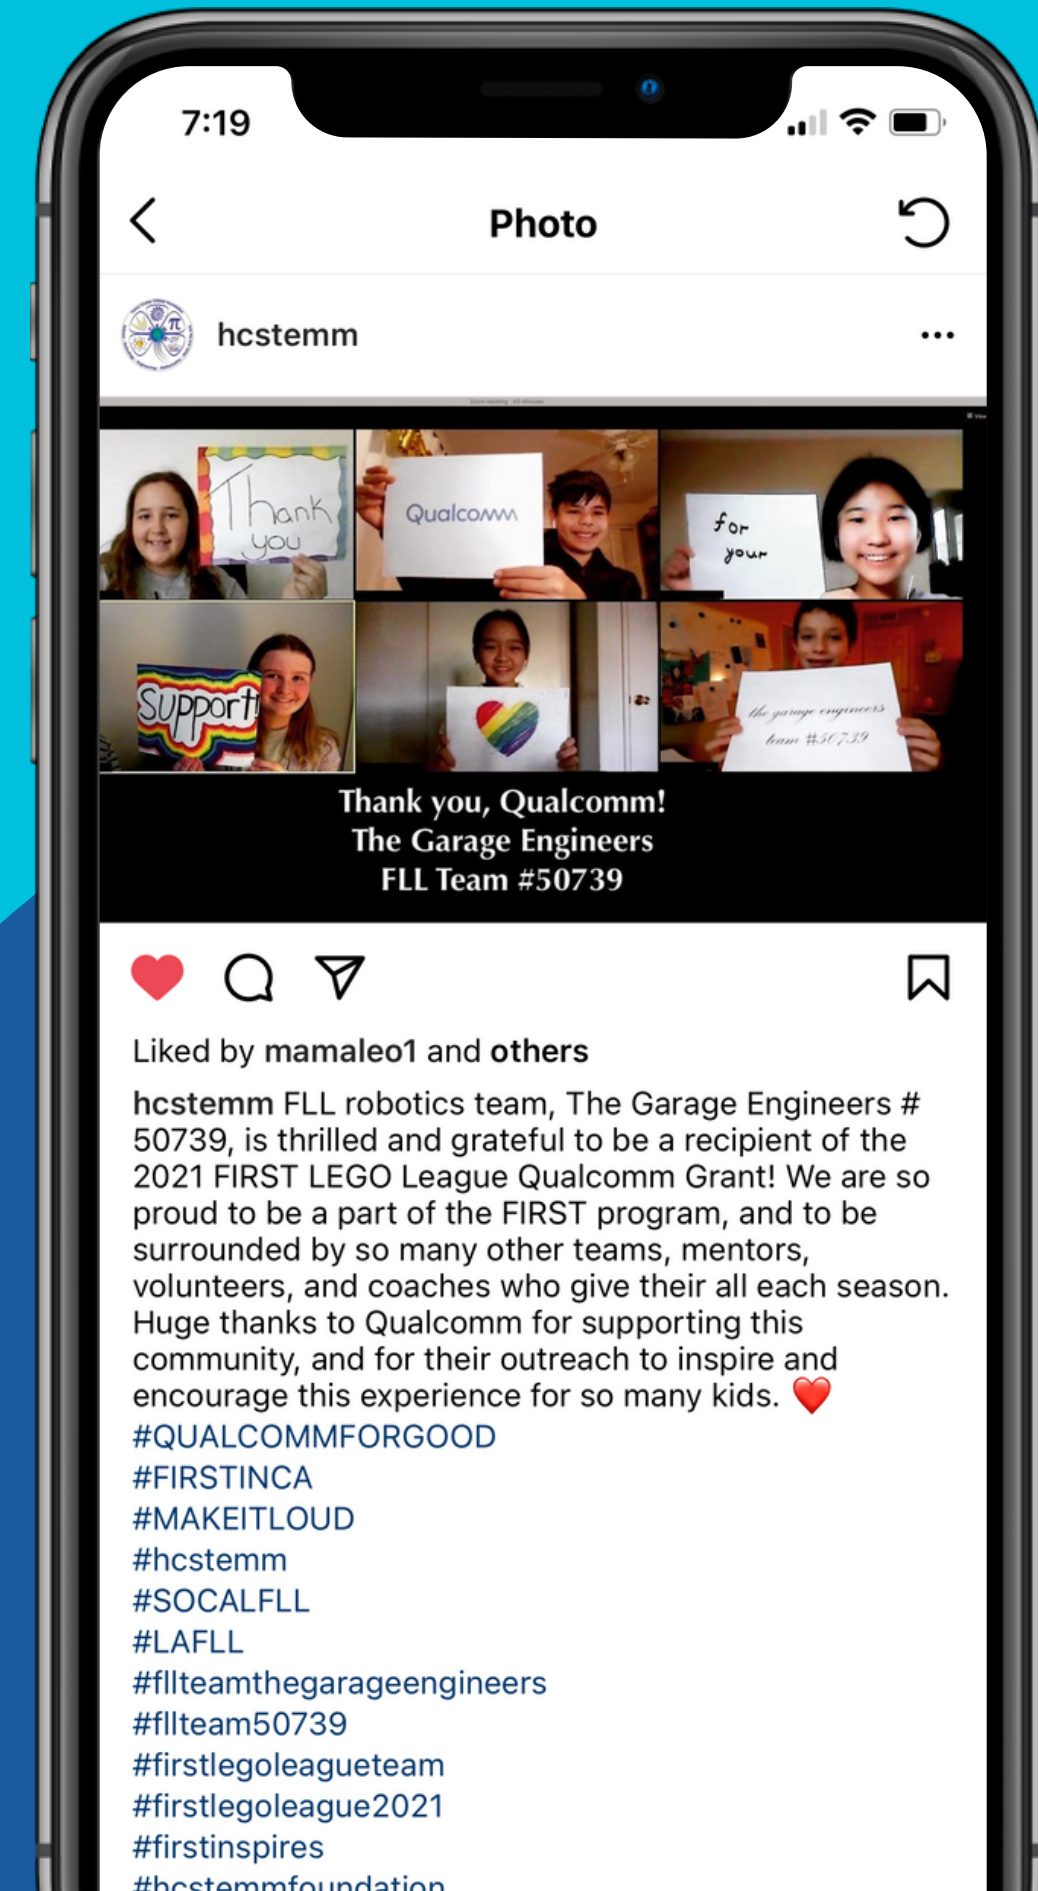 7:19
Photo
hcstemm
Zoom Meeting
View
Thank
you
Qualcomm
for
your
Support!
the garage engineers
team #50739
Thank you, Qualcomm!
The Garage Engineers
FLL Team #50739
Liked by mamaleo1 and others
hcstemm FLL robotics team, The Garage Engineers #
50739, is thrilled and grateful to be a recipient of the
2021 FIRST LEGO League Qualcomm Grant! We are so
proud to be a part of the FIRST program, and to be
surrounded by so many other teams, mentors,
volunteers, and coaches who give their all each season.
Huge thanks to Qualcomm for supporting this
community, and for their outreach to inspire and
encourage this experience for so many kids. ❤️
#QUALCOMMFORGOOD
#FIRSTINCA
#MAKEITLOUD
#hcstemm
#SOCALFLL
#LAFLL
#fllteamthegarageengineers
#fllteam50739
#firstlegoleagueteam
#firstlegoleague2021
#firstinspires
#hcstemmfoundation